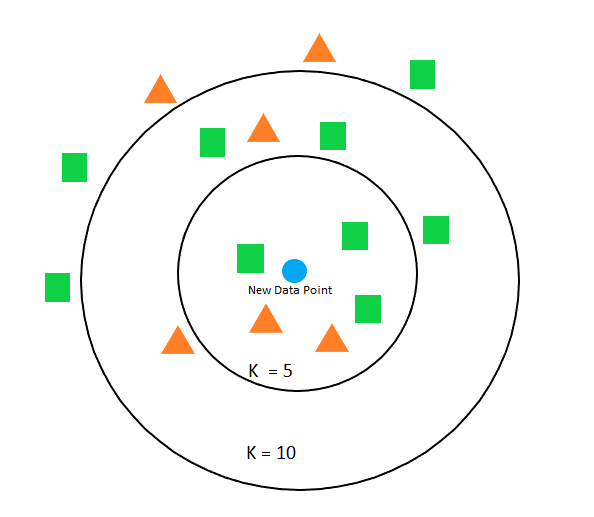 New Data Point
K  = 5
K = 10